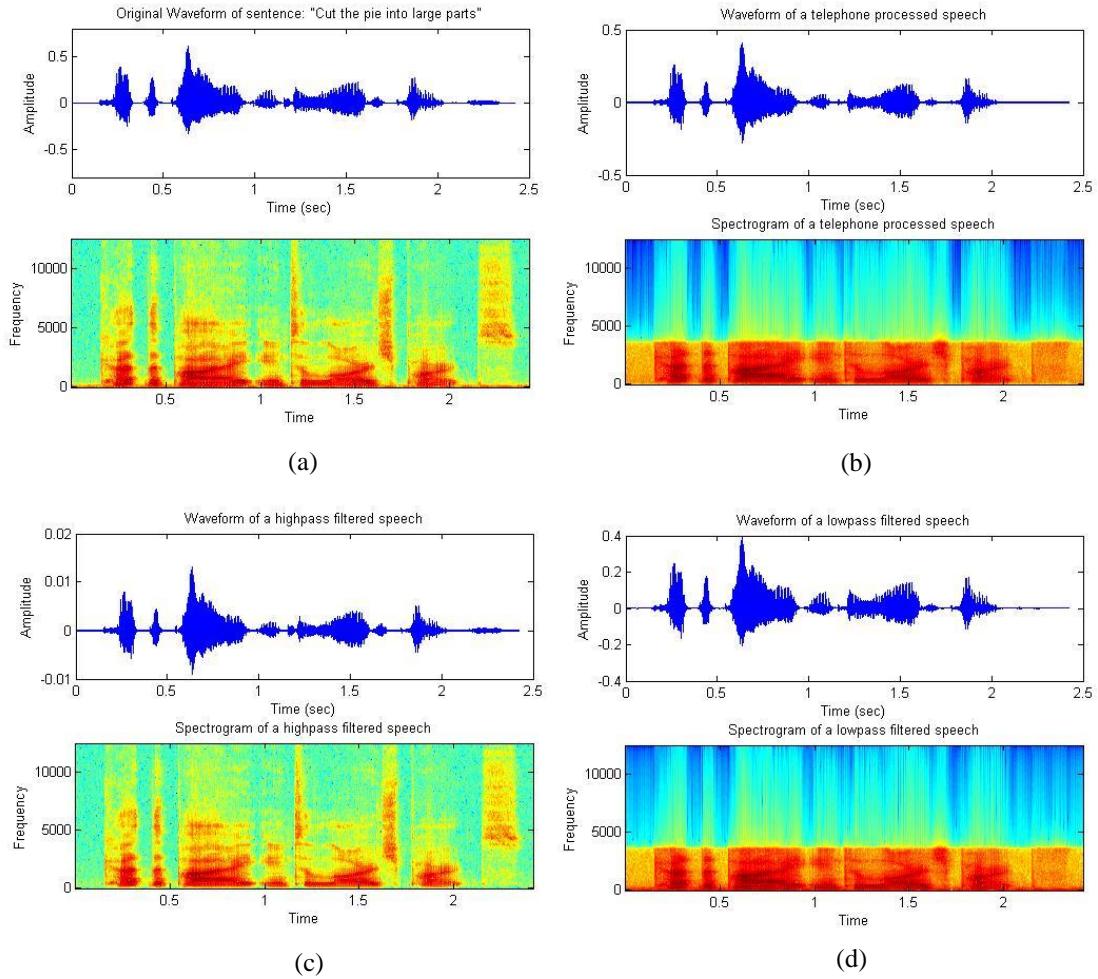 Original Waveform of sentence: "Cut the pie into large parts"
0.5
0
-0.5
Amplitude
0
0.5
1
1.5
2
2.5
Time (sec)
10000
5000
0
Frequency
0.5
1
1.5
2
Time
(a)
Waveform of a telephone processed speech
0.5
0
-0.5
Amplitude
0
0.5
1
1.5
2
2.5
Time (sec)
Spectrogram of a telephone processed speech
10000
5000
0
Frequency
0.5
1
1.5
2
Time
(b)
Waveform of a highpass filtered speech
0.02
0.01
0
-0.01
Amplitude
0
0.5
1
1.5
2
2.5
Time (sec)
Spectrogram of a highpass filtered speech
10000
5000
0
Frequency
0.5
1
1.5
2
Time
(c)
Waveform of a lowpass filtered speech
0.4
0.2
0
-0.2
-0.4
Amplitude
0
0.5
1
1.5
2
2.5
Time (sec)
Spectrogram of a lowpass filtered speech
10000
5000
0
Frequency
0.5
1
1.5
2
Time
(d)